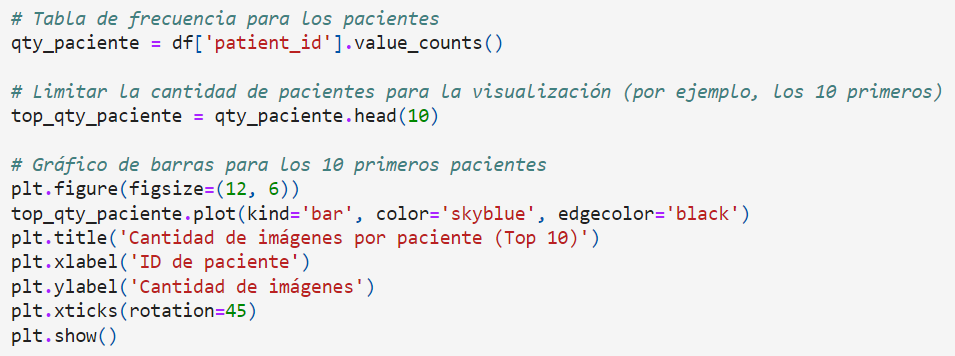 # Tabla de frecuencia para los pacientes
qty_paciente = df['patient_id'].value_counts()
# Limitar la cantidad de pacientes para la visualización (por ejemplo, los 10 primeros)
top_qty_paciente = qty_paciente.head(10)
# Gráfico de barras para los 10 primeros pacientes
plt.figure(figsize=(12, 6))
top_qty_paciente.plot(kind='bar', color='skyblue', edgecolor='black')
plt.title('Cantidad de imágenes por paciente (Top 10)')
plt.xlabel('ID de paciente')
plt.ylabel('Cantidad de imágenes')
plt.xticks(rotation=45)
plt.show()